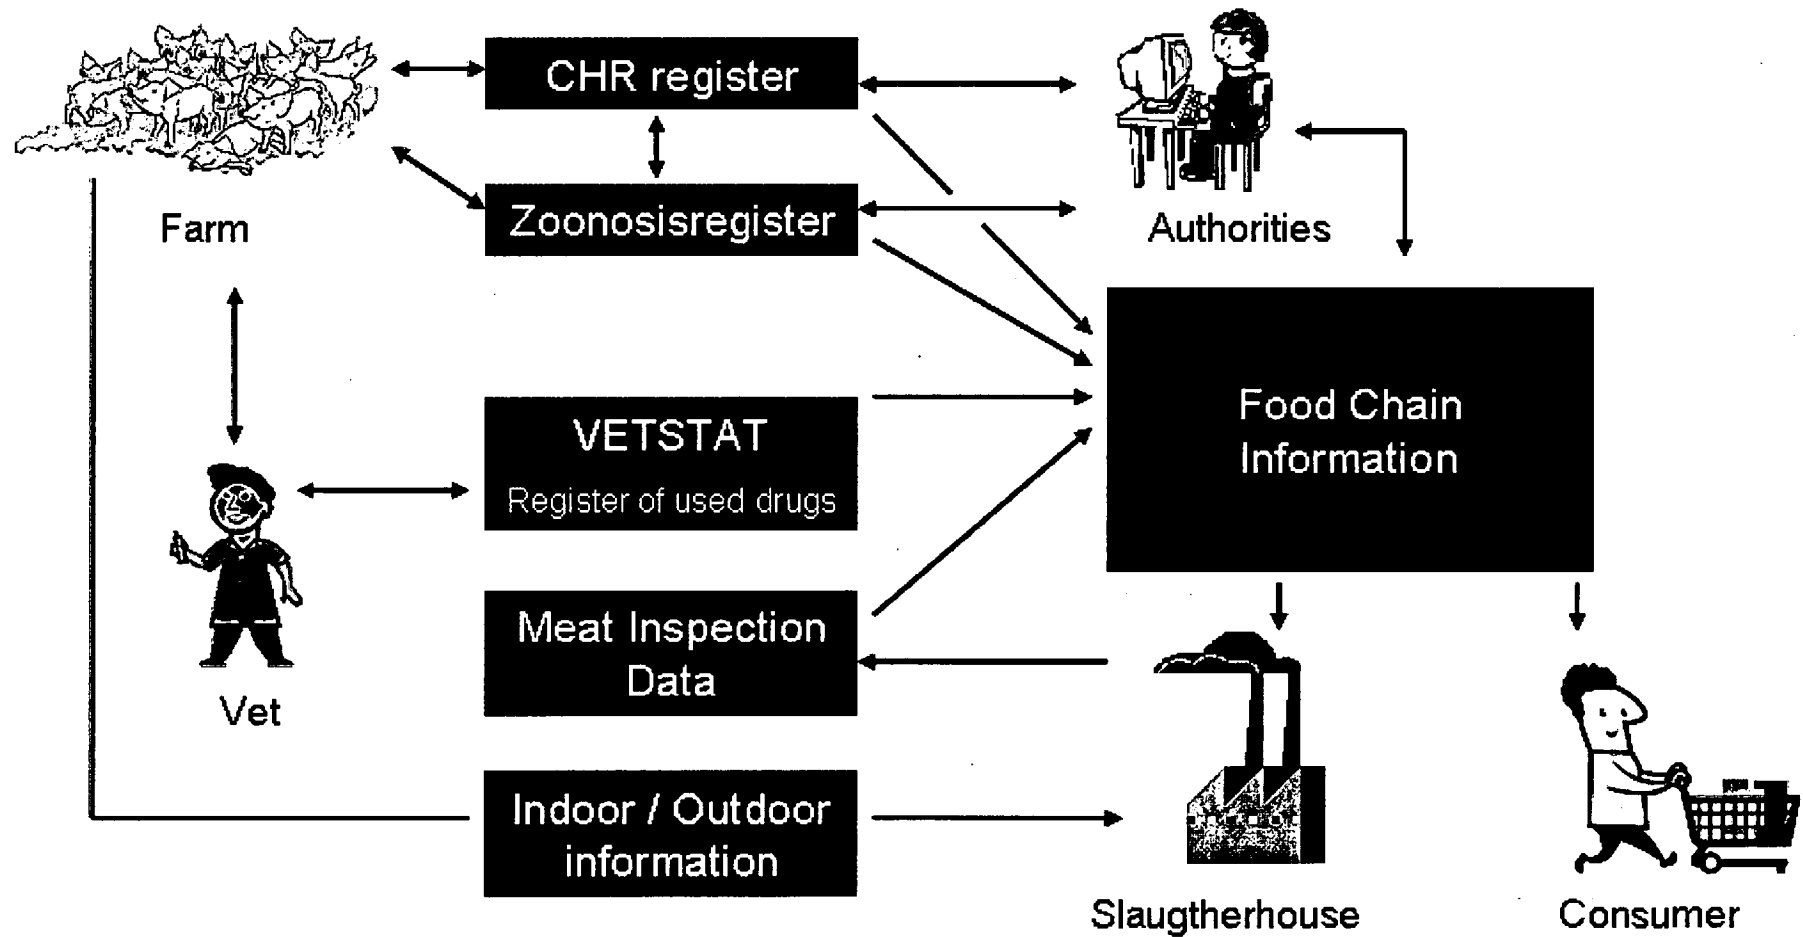 CHR register
Zoonosisregister
Farm
Authorities
VETSTAT
Register of used drugs
Food Chain
Information
Meat Inspection
Data
Vet
Indoor / Outdoor
information
Slaugtherhouse
Consumer